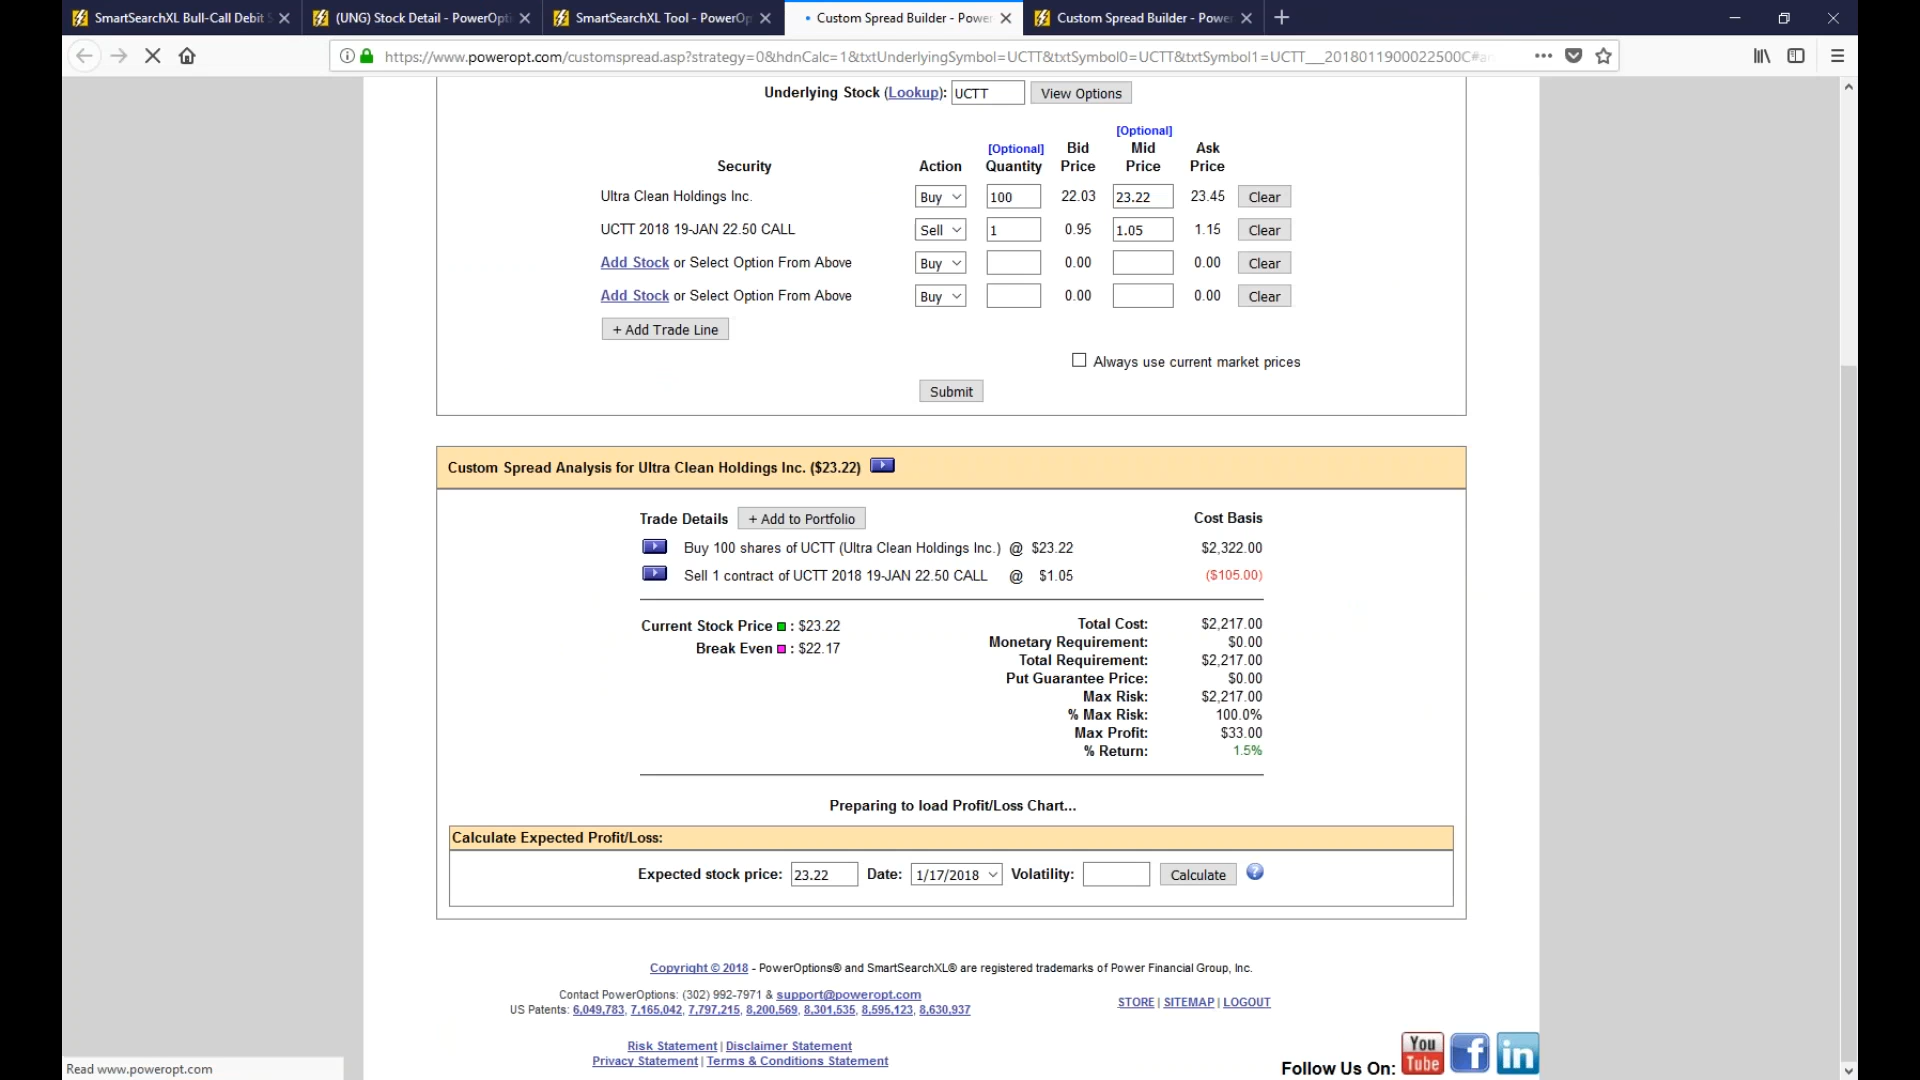 SmartSearchXL Bull-Call Debit S
(UNG) Stock Detail - PowerOpti
SmartSearchXL Tool - PowerOp
Custom Spread Builder - Power
Custom Spread Builder - Power
https://www.poweropt.com/customspread.asp?strategy=0&hdnCalc=1&txtUnderlyingSymbol=UCTT&txtSymbol0=UCTT&txtSymbol1=UCTT___2018011900022500C#a
Underlying Stock (Lookup): UCTT View Options
[Optional]
[Optional] Bid Mid Ask
Security Action Quantity Price Price Price
Ultra Clean Holdings Inc. Buy 100 22.03 23.22 23.45 Clear
UCTT 2018 19-JAN 22.50 CALL Sell 1 0.95 1.05 1.15 Clear
Add Stock or Select Option From Above Buy 0.00 0.00 Clear
Add Stock or Select Option From Above Buy 0.00 0.00 Clear
+ Add Trade Line
Always use current market prices
Submit
Custom Spread Analysis for Ultra Clean Holdings Inc. ($23.22)
Trade Details + Add to Portfolio Cost Basis
Buy 100 shares of UCTT (Ultra Clean Holdings Inc.) @ $23.22 $2,322.00
Sell 1 contract of UCTT 2018 19-JAN 22.50 CALL @ $1.05 ($105.00)
Current Stock Price : $23.22
Break Even : $22.17
Total Cost: $2,217.00
Monetary Requirement: $0.00
Total Requirement: $2,217.00
Put Guarantee Price: $0.00
Max Risk: $2,217.00
% Max Risk: 100.0%
Max Profit: $33.00
% Return: 1.5%
Preparing to load Profit/Loss Chart...
Calculate Expected Profit/Loss:
Expected stock price: 23.22 Date: 1/17/2018 Volatility: Calculate ?
Copyright © 2018 - PowerOptions® and SmartSearchXL® are registered trademarks of Power Financial Group, Inc.
Contact PowerOptions: (302) 992-7971 & support@poweropt.com
US Patents: 6,049,783, 7,165,042, 7,797,215, 8,200,569, 8,301,535, 8,595,123, 8,630,937
STORE | SITEMAP | LOGOUT
Risk Statement | Disclaimer Statement
Privacy Statement | Terms & Conditions Statement
Follow Us On: You Tube f in
Read www.poweropt.com